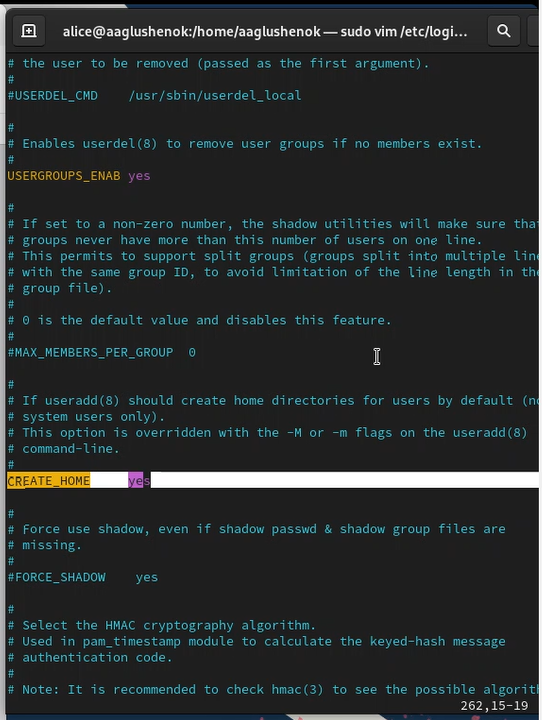 alice@aaglushenok:/home/aaglushenok — sudo vim /etc/logi...
# the user to be removed (passed as the first argument).
#
#USERDEL_CMD    /usr/sbin/userdel_local
#
# Enables userdel(8) to remove user groups if no members exist.
#
USERGROUPS_ENAB yes
#
# If set to a non-zero number, the shadow utilities will make sure that
# groups never have more than this number of users on one line.
# This permits to support split groups (groups split into multiple line
# with the same group ID, to avoid limitation of the line length in the
# group file).
#
# 0 is the default value and disables this feature.
#
#MAX_MEMBERS_PER_GROUP  0
#
# If useradd(8) should create home directories for users by default (no
# system users only).
# This option is overridden with the -M or -m flags on the useradd(8)
# command-line.
#
CREATE_HOME     yes
#
# Force use shadow, even if shadow passwd & shadow group files are
# missing.
#
#FORCE_SHADOW    yes
#
# Select the HMAC cryptography algorithm.
# Used in pam_timestamp module to calculate the keyed-hash message
# authentication code.
#
# Note: It is recommended to check hmac(3) to see the possible algorith
262,15-19